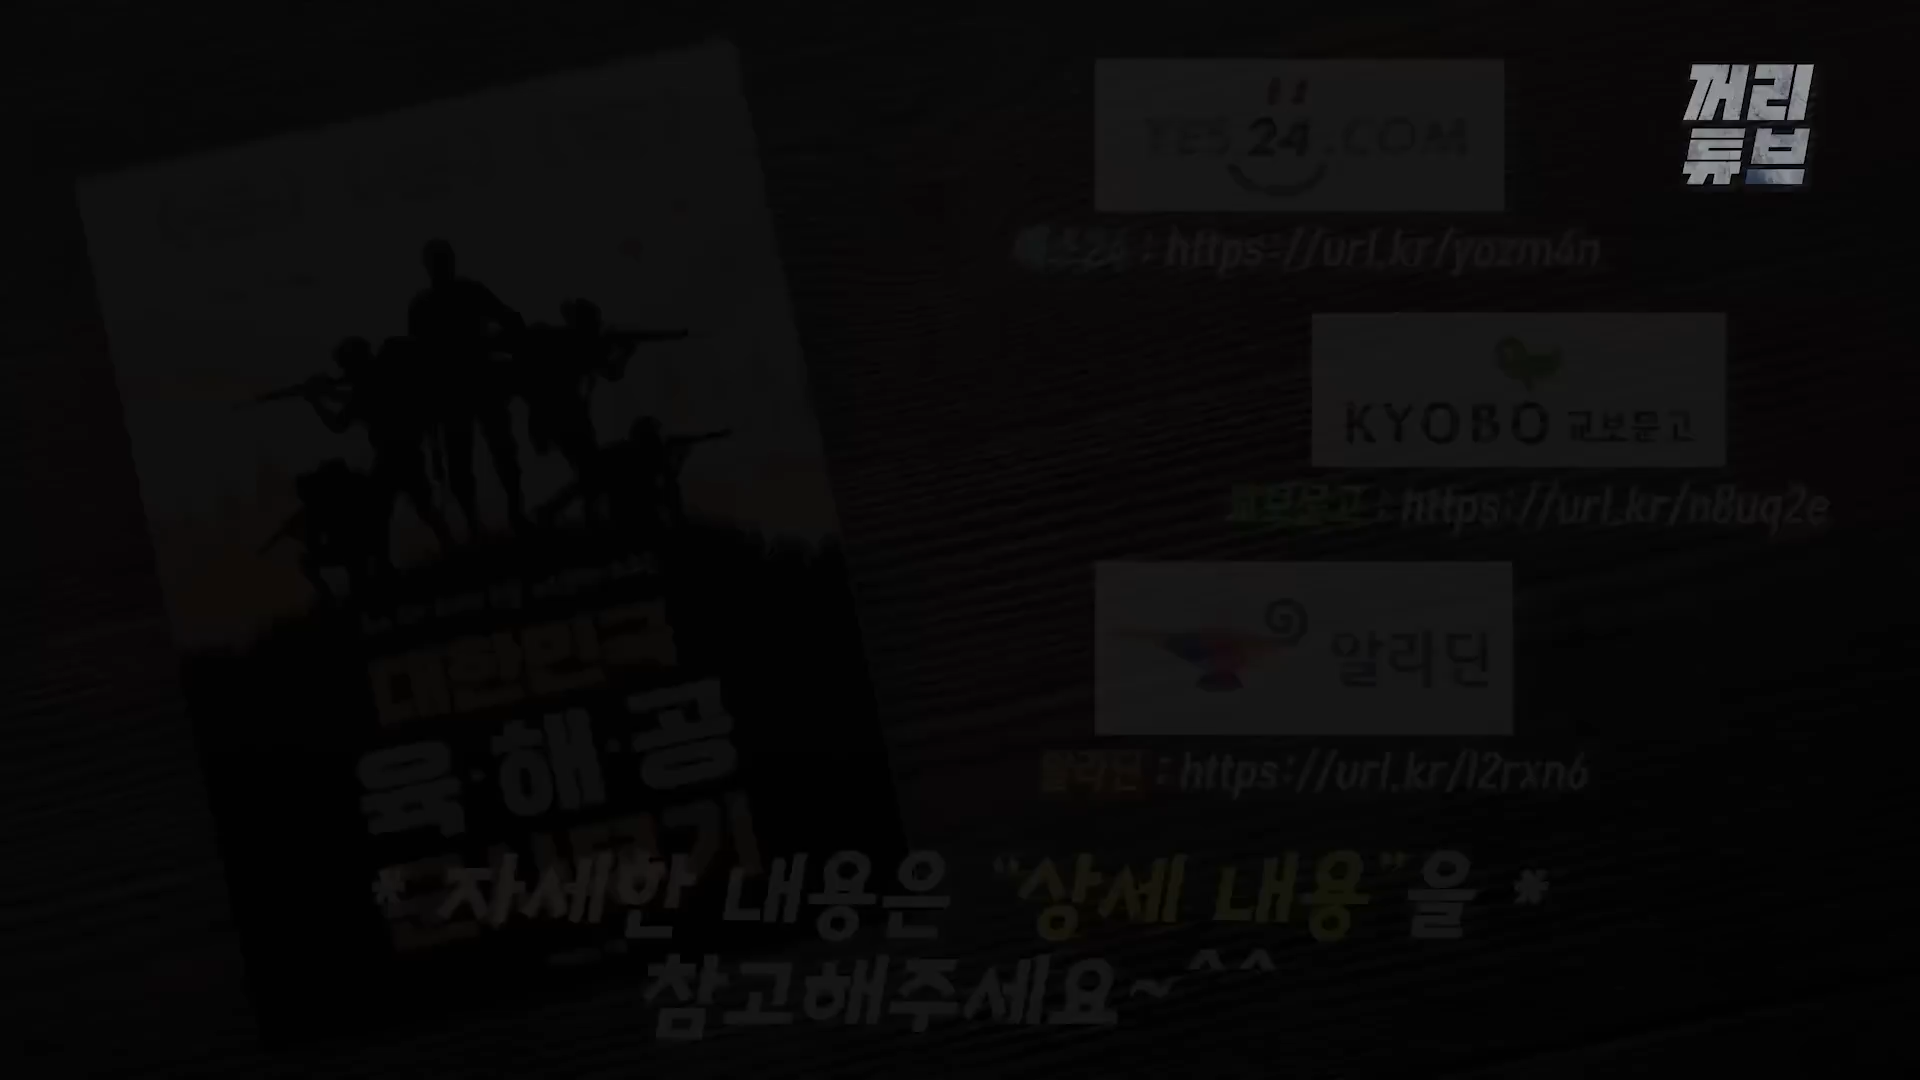 꺼리
튜브
YES24.COM
예스24 : https://url.kr/yozm6n
KYOBO 교보문고
교보문고 : https://url.kr/n8uq2e
알라딘
알라딘 : https://url.kr/l2rxn6
대한민국
육·해·공
* 자세한 내용은 "상세 내용"을 *
참고해주세요~^^